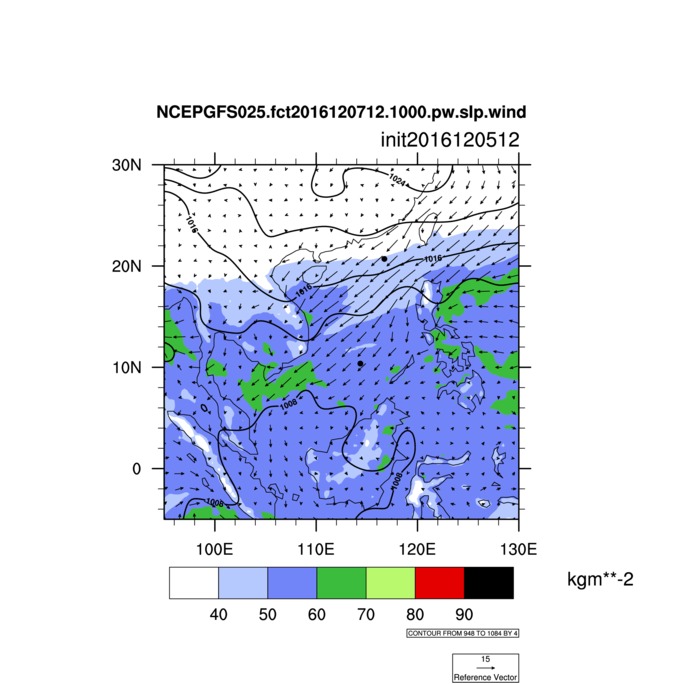 NCEPGFS025.fct2016120712.1000.pw.slp.wind
init2016120512
30N
1024
1016
20N
1016
1016
10N
1008
0
0
1008
1008
100E
110E
120E
130E
kgm**-2
40
50
60
70
80
90
CONTOUR FROM 948 TO 1084 BY 4
15
Reference Vector